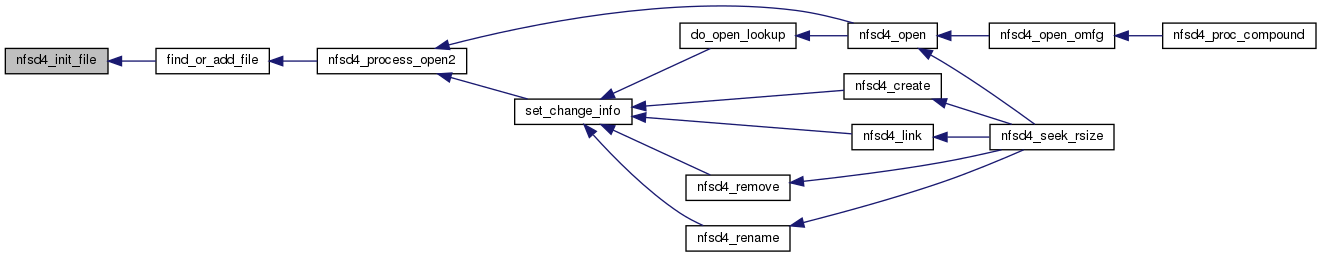 nfsd4_init_file
find_or_add_file
nfsd4_process_open2
set_change_info
do_open_lookup
nfsd4_open
nfsd4_open_omfg
nfsd4_proc_compound
nfsd4_create
nfsd4_link
nfsd4_seek_rsize
nfsd4_remove
nfsd4_rename